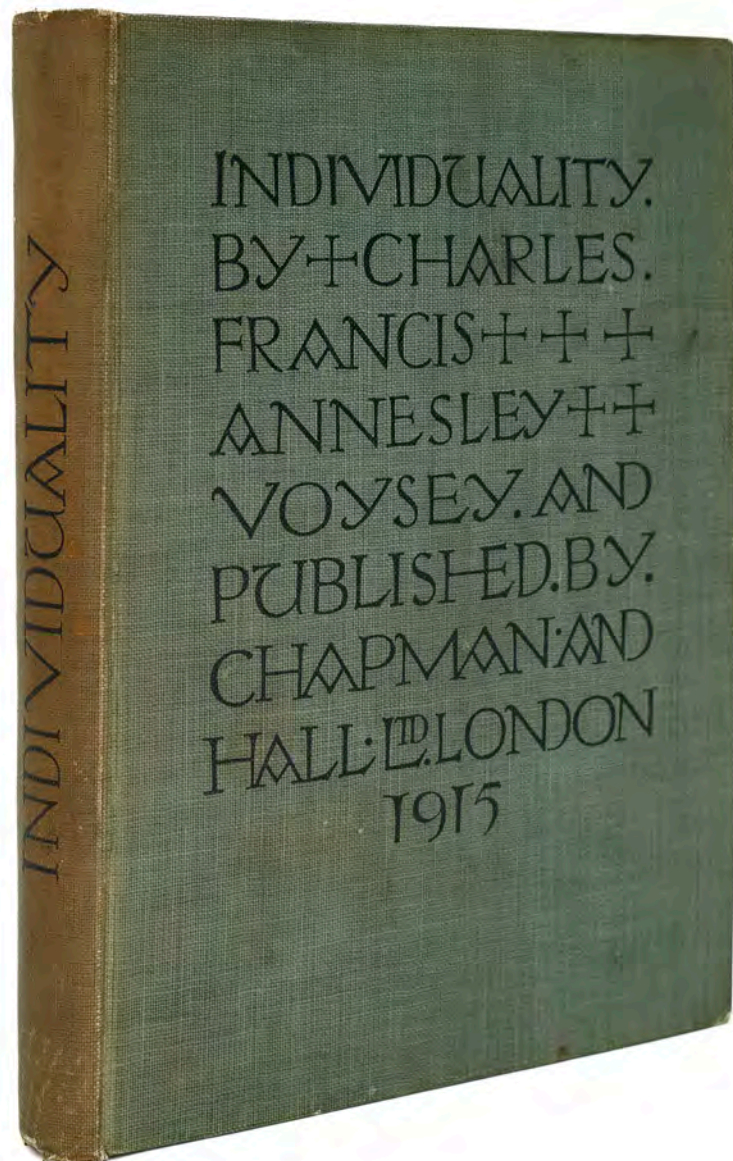 INDIVIDUALITY
INDIVIDUALITY.
BY+CHARLES.
FRANCIS+++
ANNESLEY++
VOYSEY. AND
PUBLISHED.BY.
CHAPMAN·AND
HALL·LTD.LONDON
1915